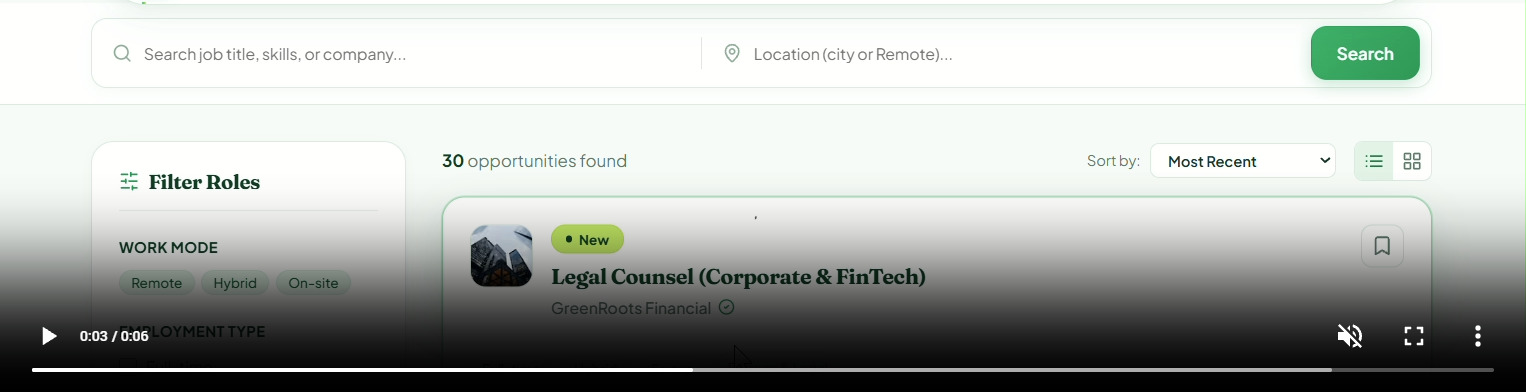 Search job title, skills, or company...
Location (city or Remote)...
Search
30 opportunities found
Sort by:
Most Recent
Filter Roles
WORK MODE
Remote
Hybrid
On-site
EMPLOYMENT TYPE
New
Legal Counsel (Corporate & FinTech)
GreenRoots Financial
0:03 / 0:06